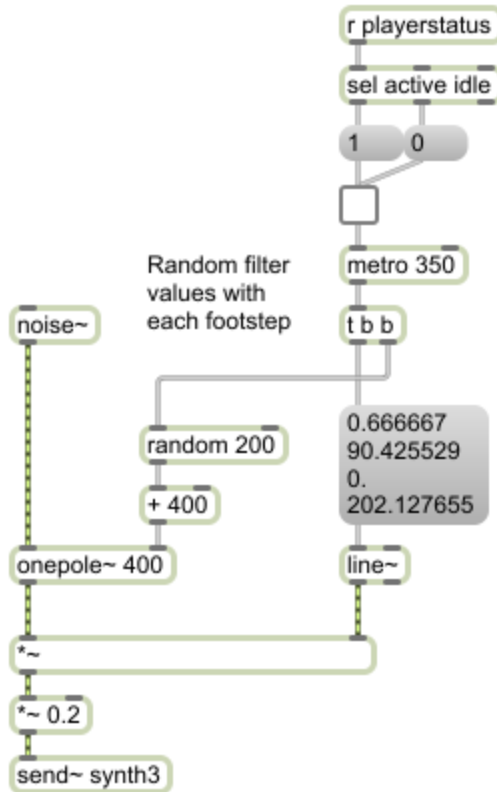 r playerstatus
sel active idle
1
0
metro 350
Random filter
values with
each footstep
noise~
t b b
random 200
+ 400
0.666667
90.425529
0.
202.127655
onepole~ 400
line~
*~
*~ 0.2
send~ synth3